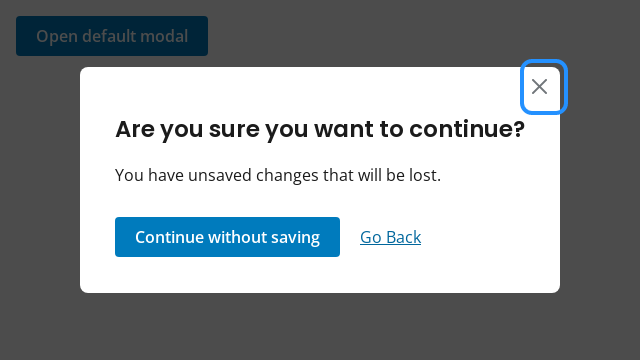 Open default modal
Are you sure you want to continue?
You have unsaved changes that will be lost.
Continue without saving
Go Back